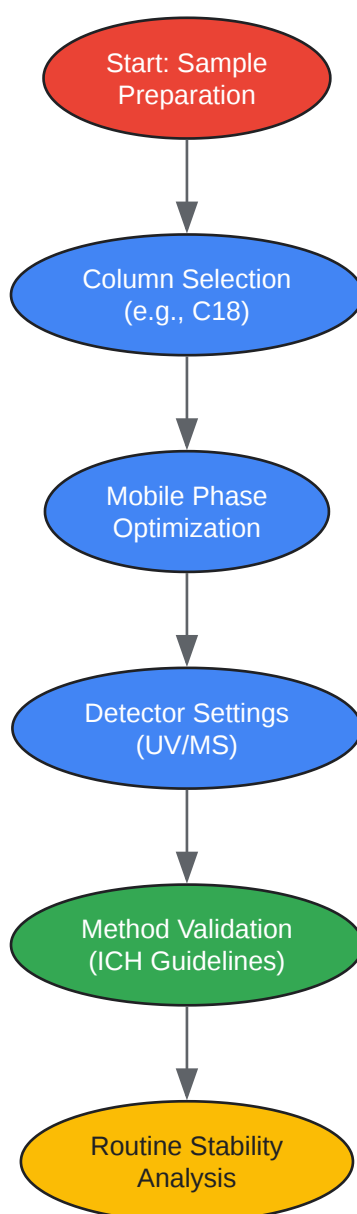 Start: Sample
Preparation
Column Selection
(e.g., C18)
Mobile Phase
Optimization
Detector Settings
(UV/MS)
Method Validation
(ICH Guidelines)
Routine Stability
Analysis